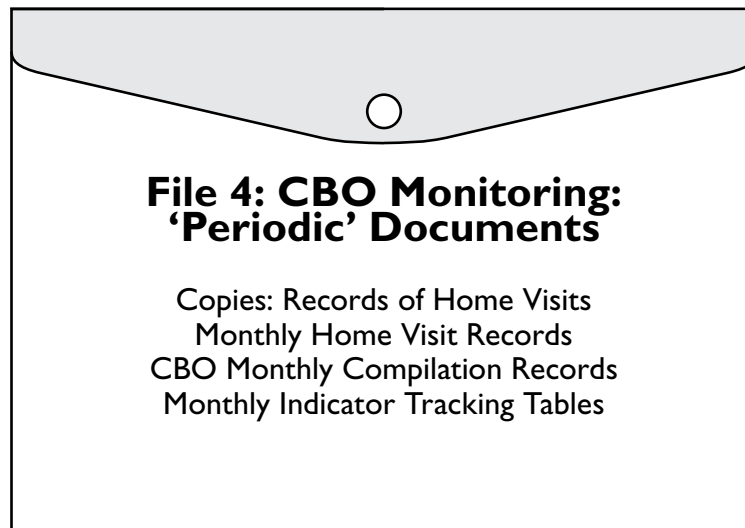 File 4: CBO Monitoring:
‘Periodic’ Documents
Copies: Records of Home Visits
Monthly Home Visit Records
CBO Monthly Compilation Records
Monthly Indicator Tracking Tables